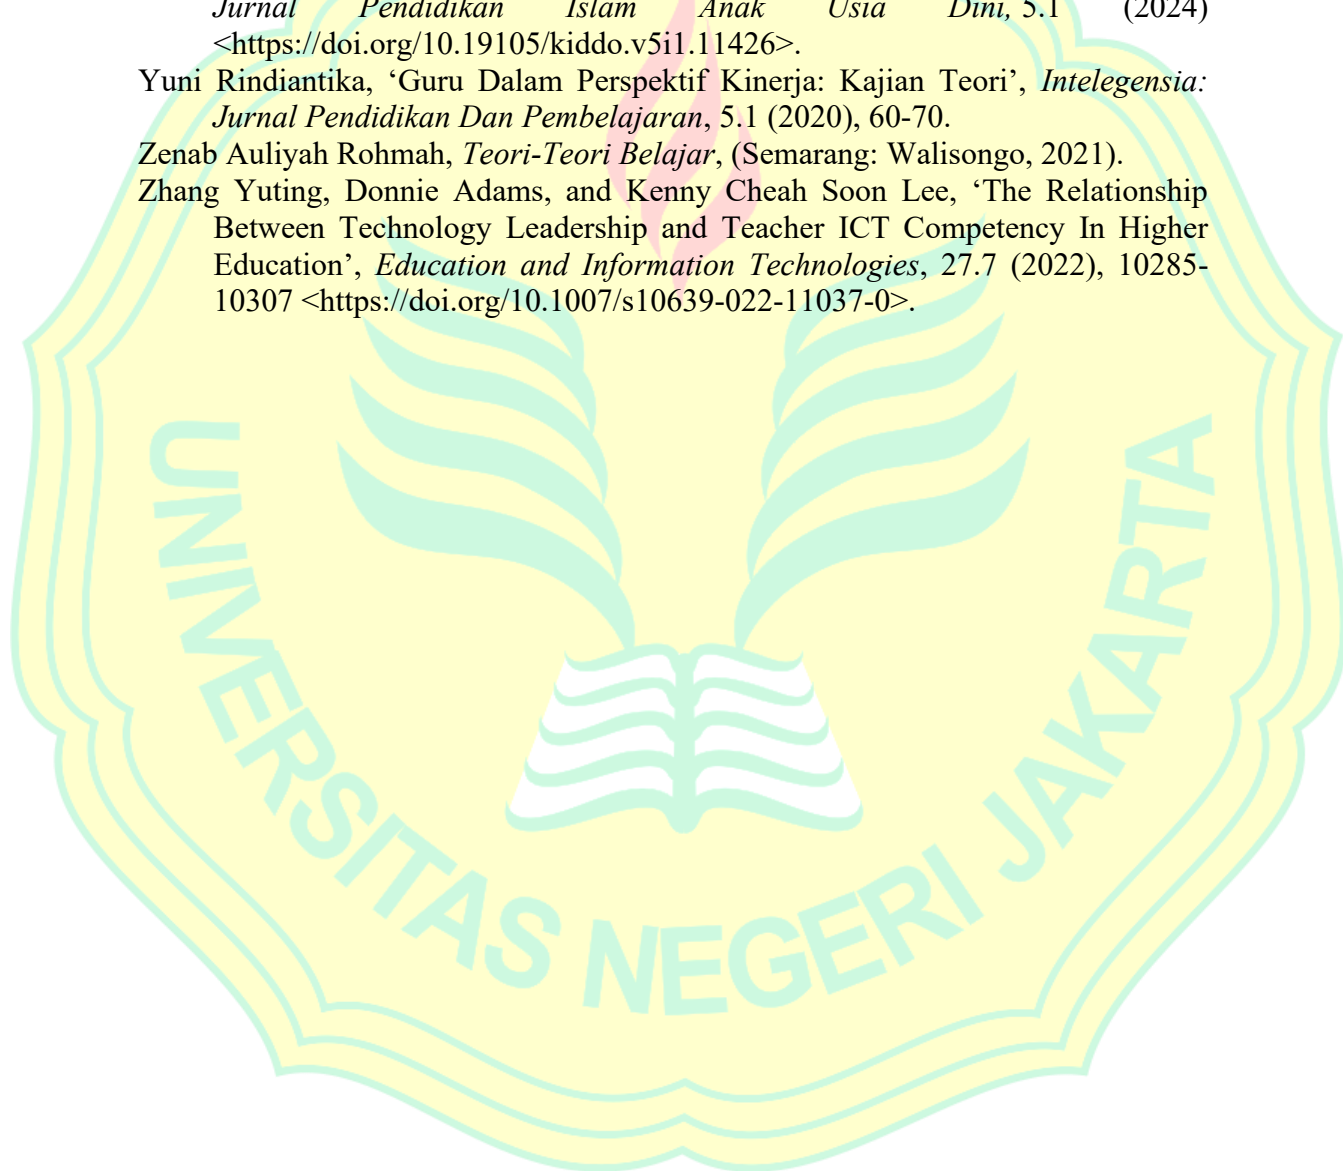 Jurnal Pendidikan Islam Anak Usia Dini, 5.1 (2024)
<https://doi.org/10.19105/kiddo.v5i1.11426>.
Yuni Rindiantika, ‘Guru Dalam Perspektif Kinerja: Kajian Teori’, Intelegensia:
Jurnal Pendidikan Dan Pembelajaran, 5.1 (2020), 60-70.
Zenab Auliyah Rohmah, Teori-Teori Belajar, (Semarang: Walisongo, 2021).
Zhang Yuting, Donnie Adams, and Kenny Cheah Soon Lee, ‘The Relationship
Between Technology Leadership and Teacher ICT Competency In Higher
Education’, Education and Information Technologies, 27.7 (2022), 10285-
10307 <https://doi.org/10.1007/s10639-022-11037-0>.
UNIVERSITAS NEGERI JAKARTA